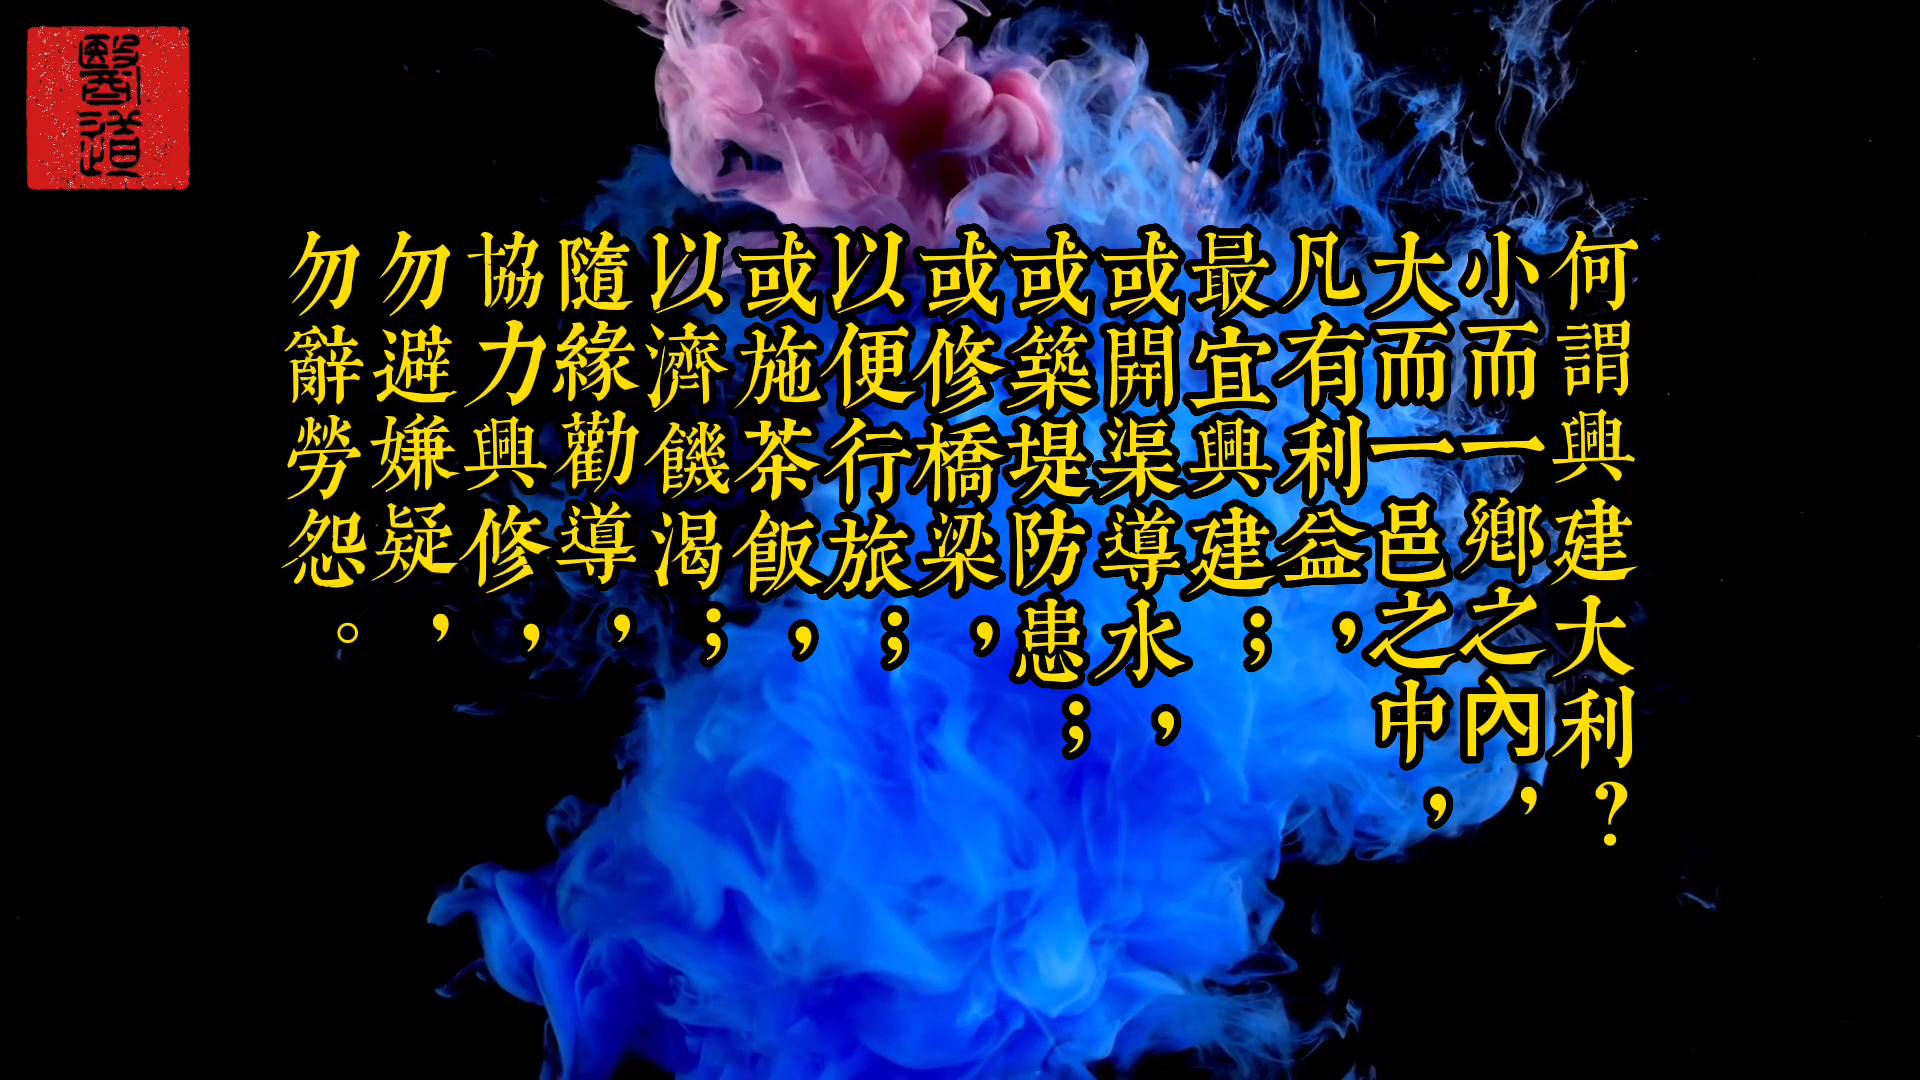 醫道
何謂興建大利？
小而一鄉之內，
大而一邑之中，
凡有利益，
最宜興建；
或開渠導水，
或築堤防患；
或修橋梁，
以便行旅；
或施茶飯，
以濟饑渴；
隨緣勸導，
協力興修，
勿避嫌疑，
勿辭勞怨。